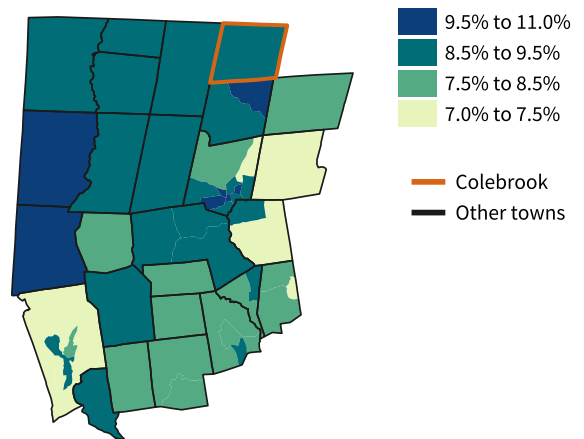 9.5% to 11.0%
8.5% to 9.5%
7.5% to 8.5%
7.0% to 7.5%
Colebrook
Other towns